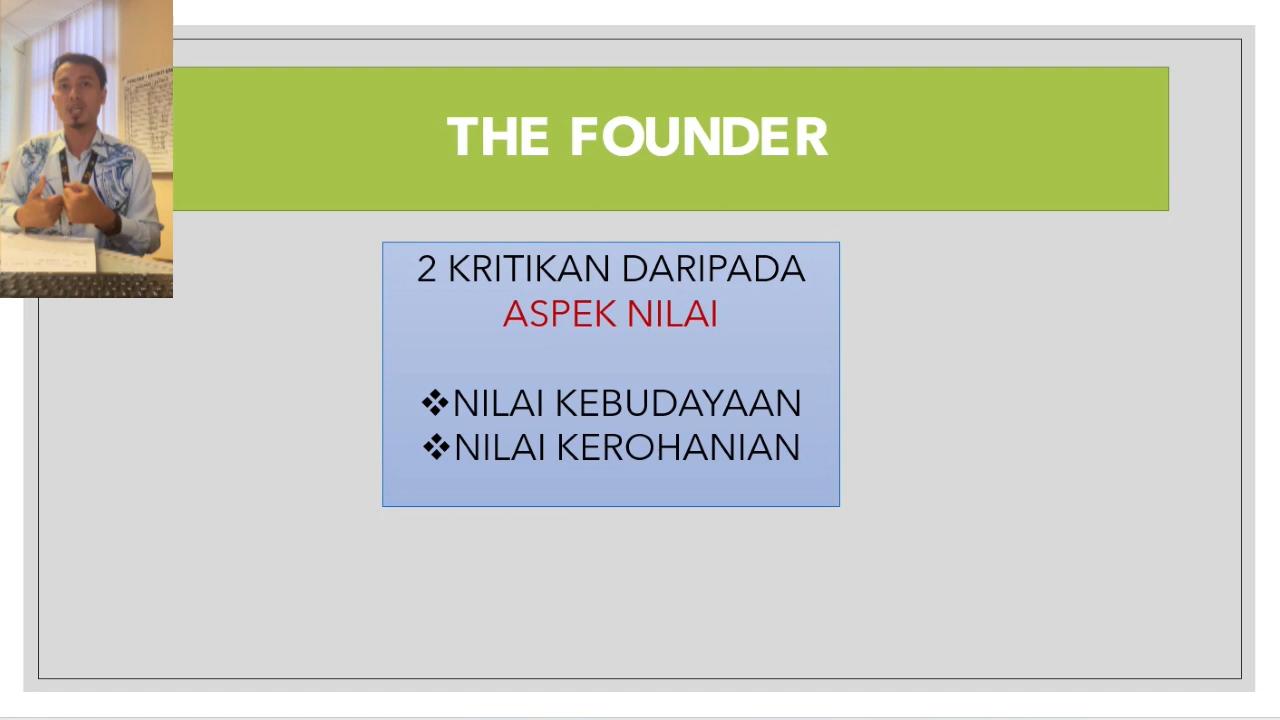 THE FOUNDER
2 KRITIKAN DARIPADA
ASPEK NILAI
❖NILAI KEBUDAYAAN
❖NILAI KEROHANIAN